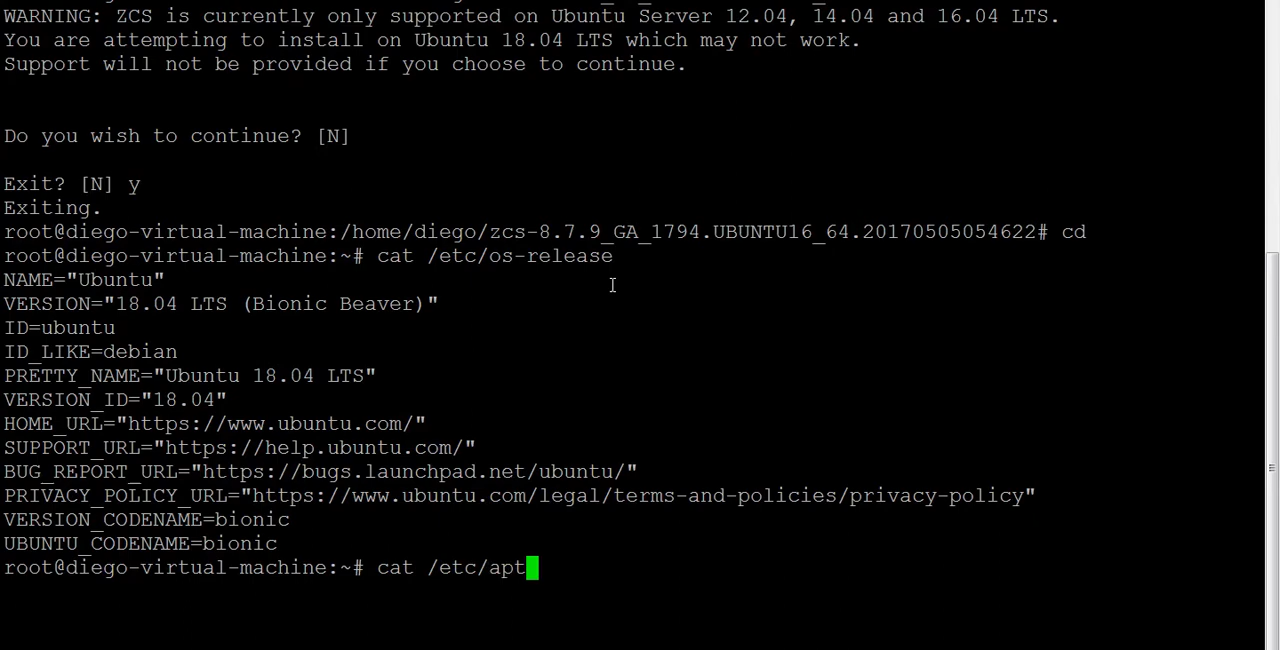 WARNING: ZCS is currently only supported on Ubuntu Server 12.04, 14.04 and 16.04 LTS.
You are attempting to install on Ubuntu 18.04 LTS which may not work.
Support will not be provided if you choose to continue.
Do you wish to continue? [N]
Exit? [N] y
Exiting.
root@diego-virtual-machine:/home/diego/zcs-8.7.9_GA_1794.UBUNTU16_64.20170505054622# cd
root@diego-virtual-machine:~# cat /etc/os-release
NAME="Ubuntu"
VERSION="18.04 LTS (Bionic Beaver)"
ID=ubuntu
ID_LIKE=debian
PRETTY_NAME="Ubuntu 18.04 LTS"
VERSION_ID="18.04"
HOME_URL="https://www.ubuntu.com/"
SUPPORT_URL="https://help.ubuntu.com/"
BUG_REPORT_URL="https://bugs.launchpad.net/ubuntu/"
PRIVACY_POLICY_URL="https://www.ubuntu.com/legal/terms-and-policies/privacy-policy"
VERSION_CODENAME=bionic
UBUNTU_CODENAME=bionic
root@diego-virtual-machine:~# cat /etc/apt